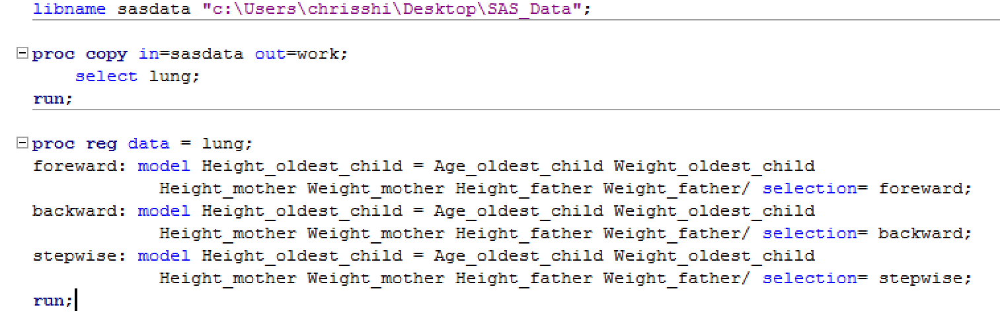 libname sasdata "c:\Users\chrisshi\Desktop\SAS_Data";
proc copy in=sasdata out=work;
select lung;
run;
proc reg data = lung;
foreward: model Height_oldest_child = Age_oldest_child Weight_oldest_child
Height_mother Weight_mother Height_father Weight_father/ selection= foreward;
backward: model Height_oldest_child = Age_oldest_child Weight_oldest_child
Height_mother Weight_mother Height_father Weight_father/ selection= backward;
stepwise: model Height_oldest_child = Age_oldest_child Weight_oldest_child
Height_mother Weight_mother Height_father Weight_father/ selection= stepwise;
run;